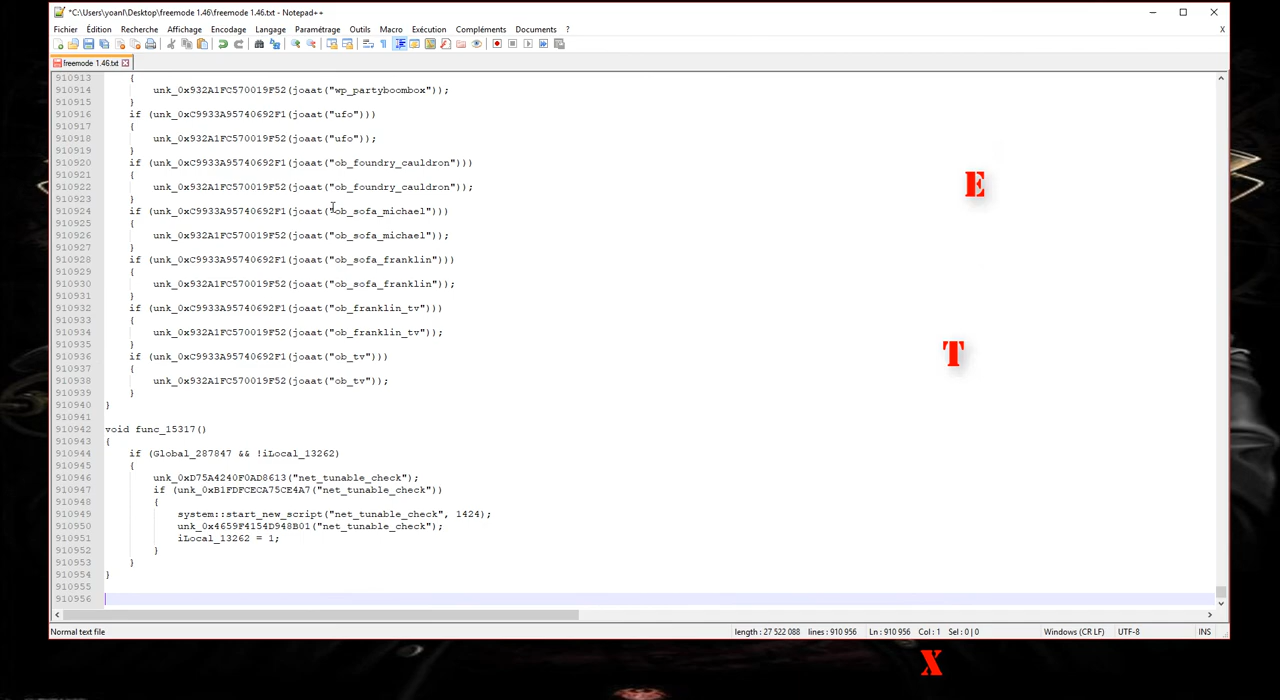 *C:\Users\yoanl\Desktop\freemode 1.46\freemode 1.46.txt - Notepad++
Fichier Édition Recherche Affichage Encodage Langage Paramétrage Outils Macro Exécution Compléments Documents ? X
freemode 1.46.txt
910913 {
910914 unk_0x932A1FC570019F52(joaat("wp_partyboombox"));
910915 }
910916 if (unk_0xC9933A95740692F1(joaat("ufo")))
910917 {
910918 unk_0x932A1FC570019F52(joaat("ufo"));
910919 }
910920 if (unk_0xC9933A95740692F1(joaat("ob_foundry_cauldron")))
910921 {
910922 unk_0x932A1FC570019F52(joaat("ob_foundry_cauldron"));
910923 }
910924 if (unk_0xC9933A95740692F1(joaat("ob_sofa_michael")))
910925 {
910926 unk_0x932A1FC570019F52(joaat("ob_sofa_michael"));
910927 }
910928 if (unk_0xC9933A95740692F1(joaat("ob_sofa_franklin")))
910929 {
910930 unk_0x932A1FC570019F52(joaat("ob_sofa_franklin"));
910931 }
910932 if (unk_0xC9933A95740692F1(joaat("ob_franklin_tv")))
910933 {
910934 unk_0x932A1FC570019F52(joaat("ob_franklin_tv"));
910935 }
910936 if (unk_0xC9933A95740692F1(joaat("ob_tv")))
910937 {
910938 unk_0x932A1FC570019F52(joaat("ob_tv"));
910939 }
910940 }
910941
910942 void func_15317()
910943 {
910944 if (Global_287847 && !iLocal_13262)
910945 {
910946 unk_0xD75A4240F0AD8613("net_tunable_check");
910947 if (unk_0xB1FDFCECA75CE4A7("net_tunable_check"))
910948 {
910949 system::start_new_script("net_tunable_check", 1424);
910950 unk_0x4659F4154D948B01("net_tunable_check");
910951 iLocal_13262 = 1;
910952 }
910953 }
910954 }
910955
910956
E
T
Normal text file length : 27 522 088 lines : 910 956 Ln : 910 956 Col : 1 Sel : 0 | 0 Windows (CR LF) UTF-8 INS
X